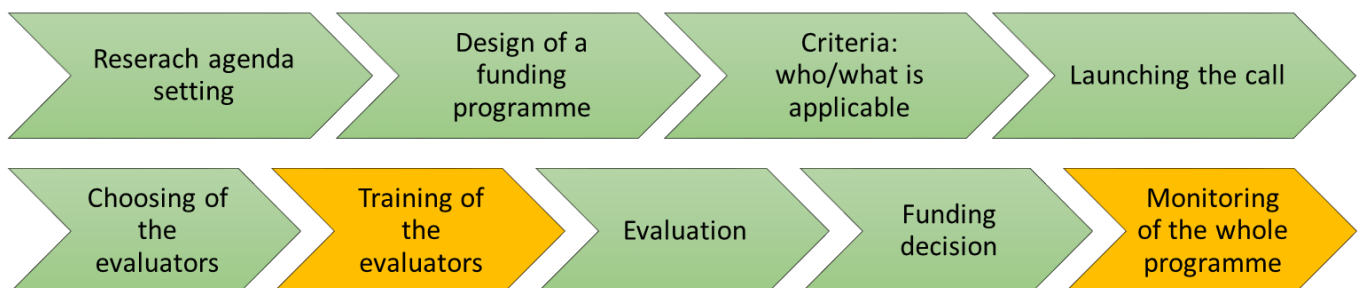 Reserach agenda
setting
Design of a
funding
programme
Criteria:
who/what is
applicable
Launching the call
Choosing of
the
evaluators
Training of
the
evaluators
Evaluation
Funding
decision
Monitoring
of the whole
programme